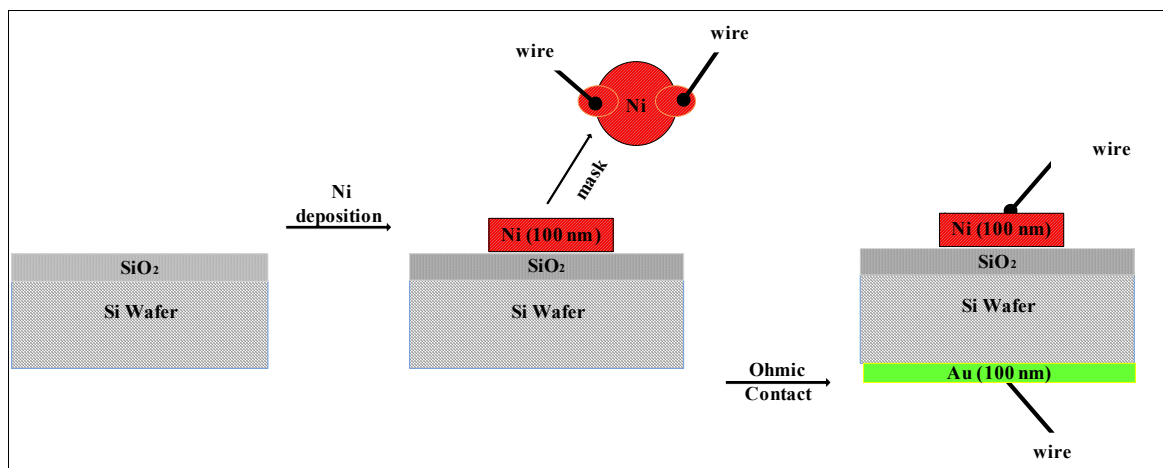 SiO₂
Si Wafer
Ni
deposition
wire
wire
Ni
mask
Ni (100 nm)
SiO₂
Si Wafer
Ohmic
Contact
wire
Ni (100 nm)
SiO₂
Si Wafer
Au (100 nm)
wire